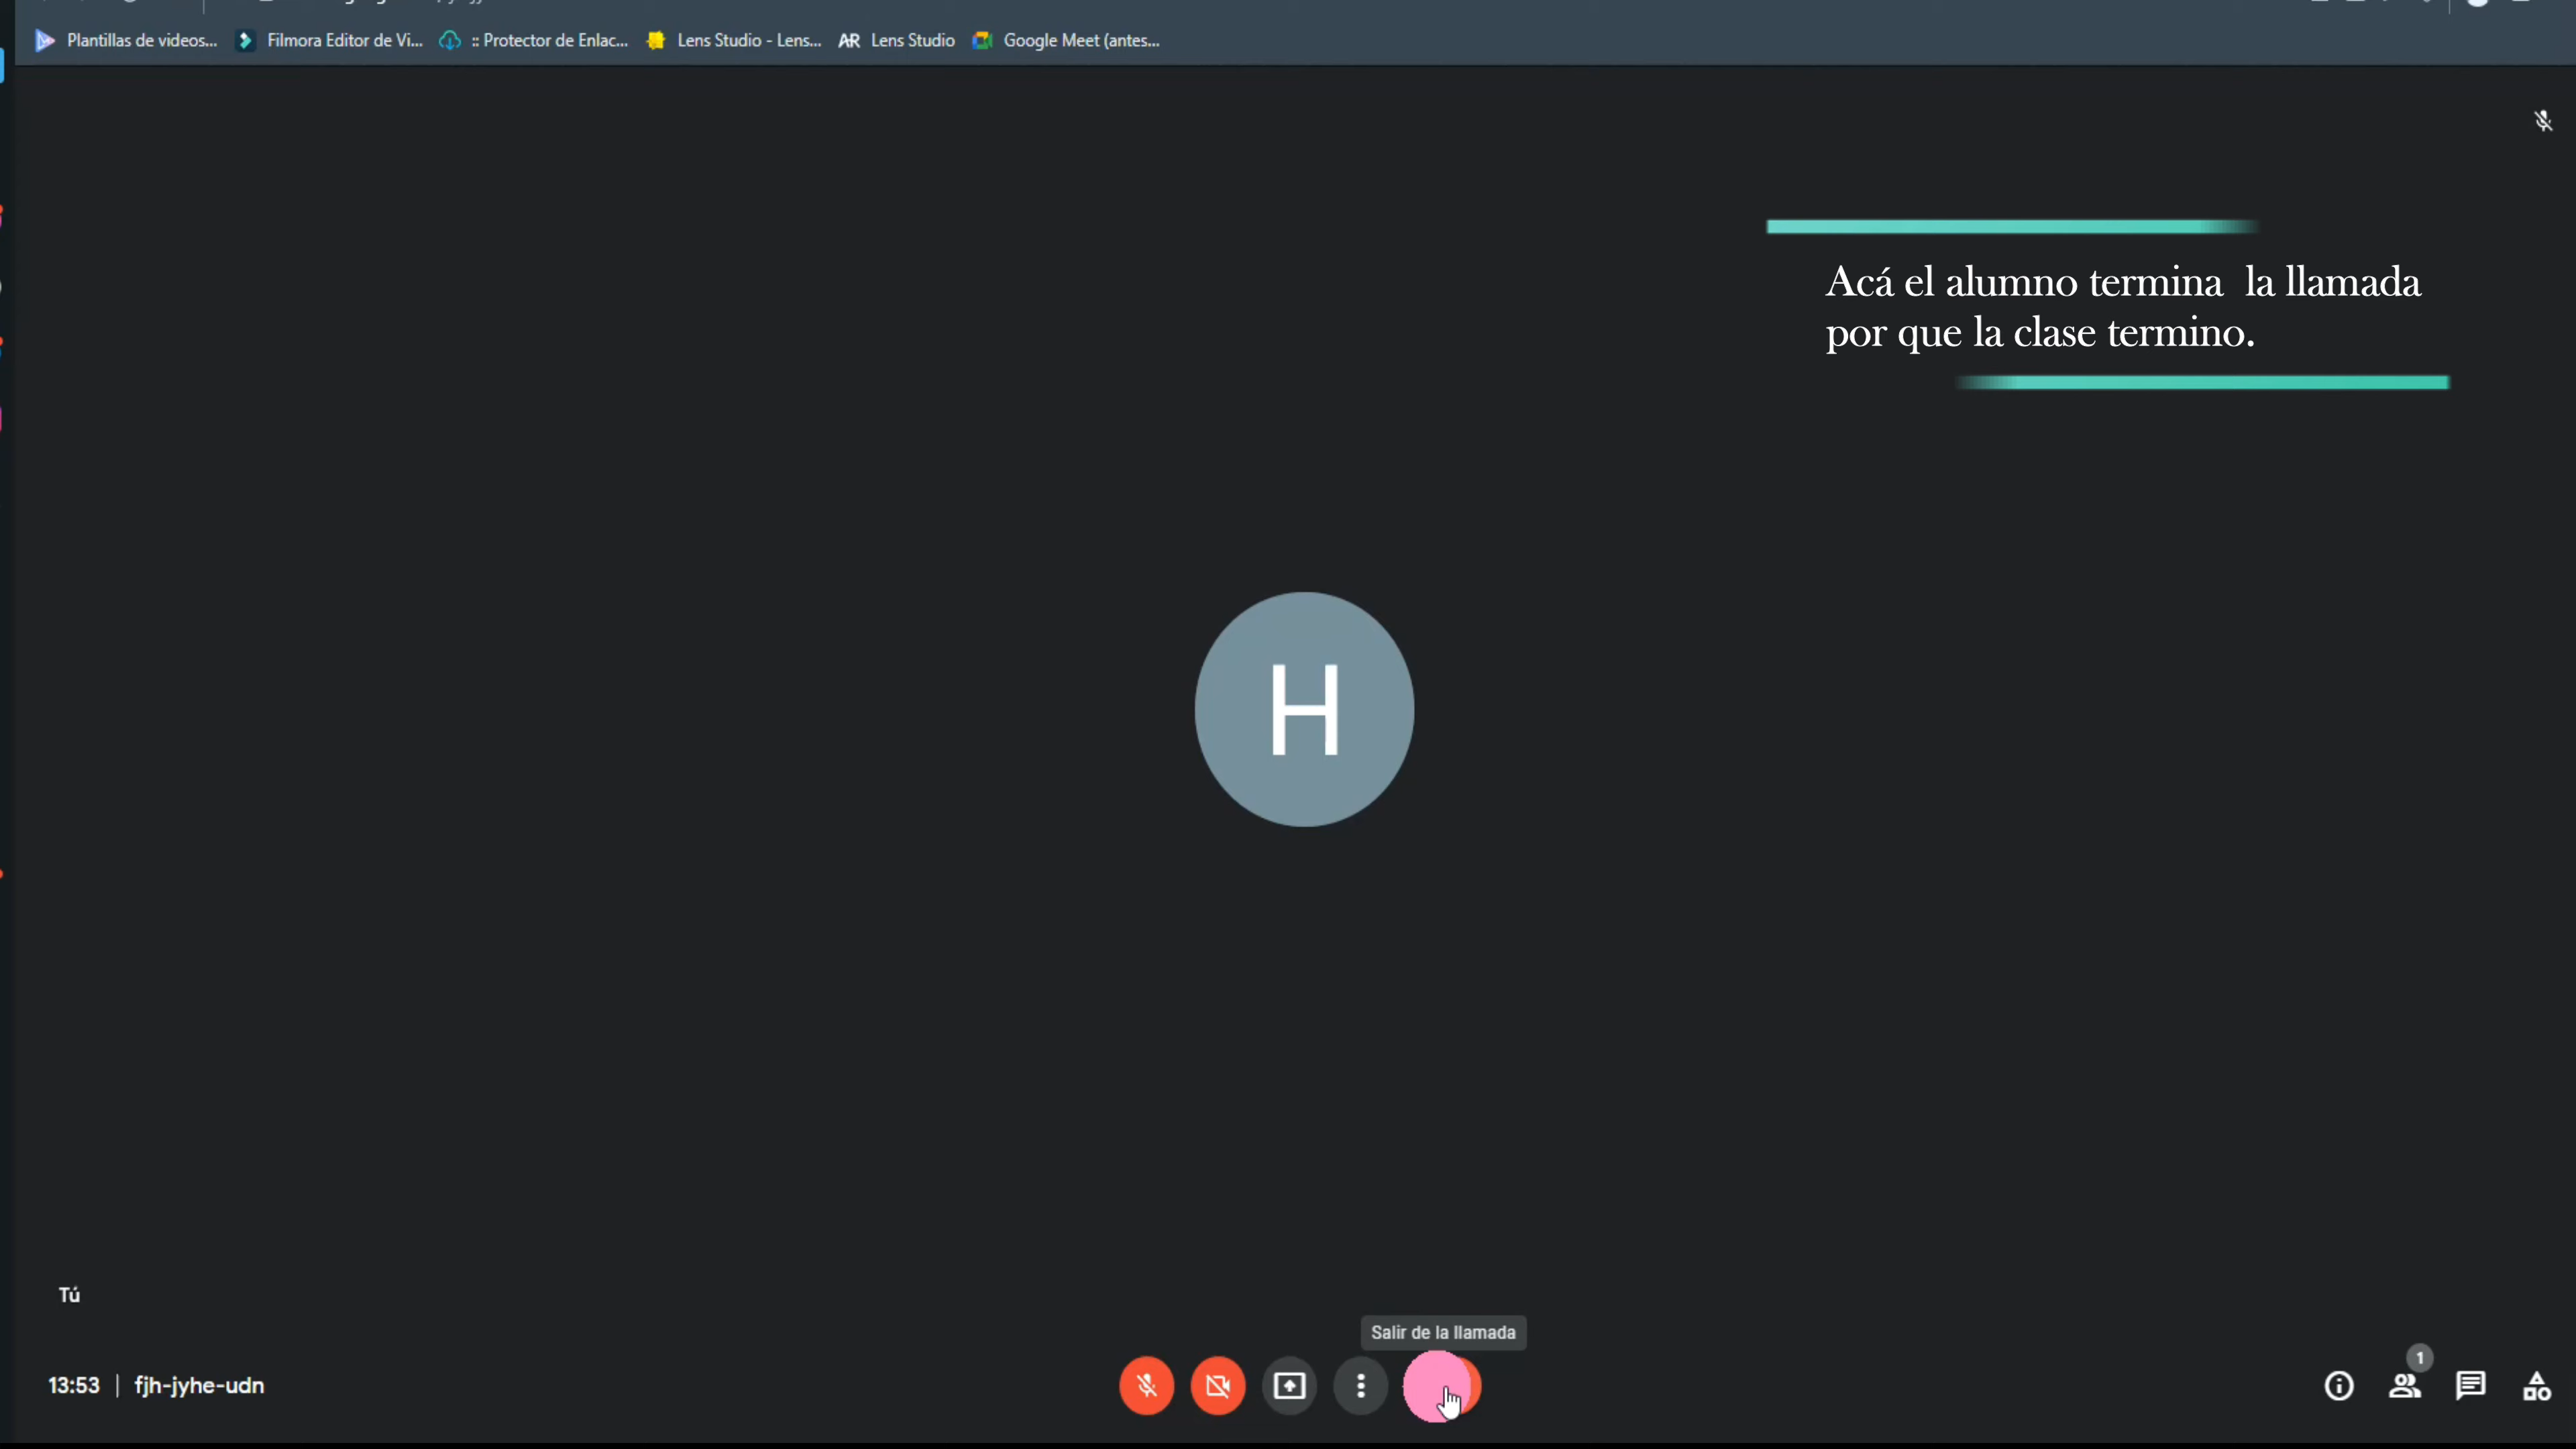 Plantillas de videos...
Filmora Editor de Vi...
:: Protector de Enlac...
Lens Studio - Lens...
AR Lens Studio
Google Meet (antes...
Acá el alumno termina  la llamada
por que la clase termino.
H
Tú
Salir de la llamada
13:53 | fjh-jyhe-udn
1